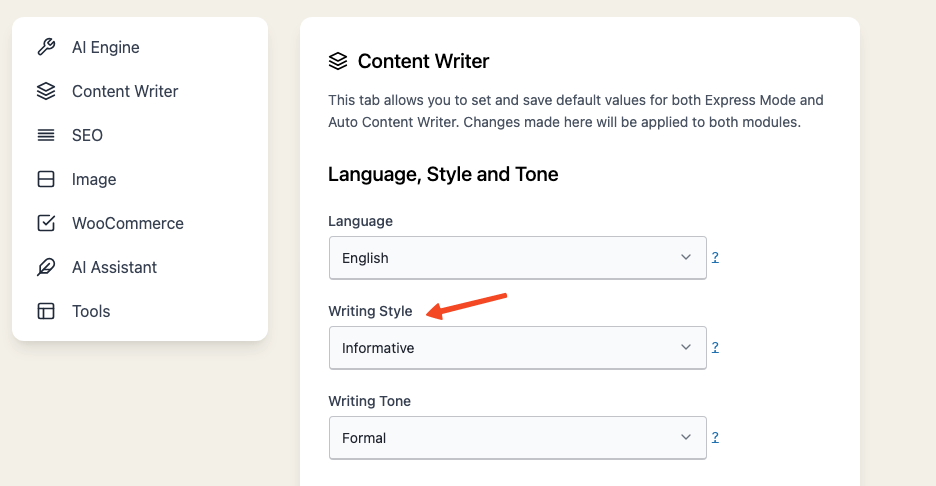 AI Engine
Content Writer
SEO
Image
WooCommerce
AI Assistant
Tools
Content Writer
This tab allows you to set and save default values for both Express Mode and
Auto Content Writer. Changes made here will be applied to both modules.
Language, Style and Tone
Language
English
?
Writing Style
Informative
?
Writing Tone
Formal
?